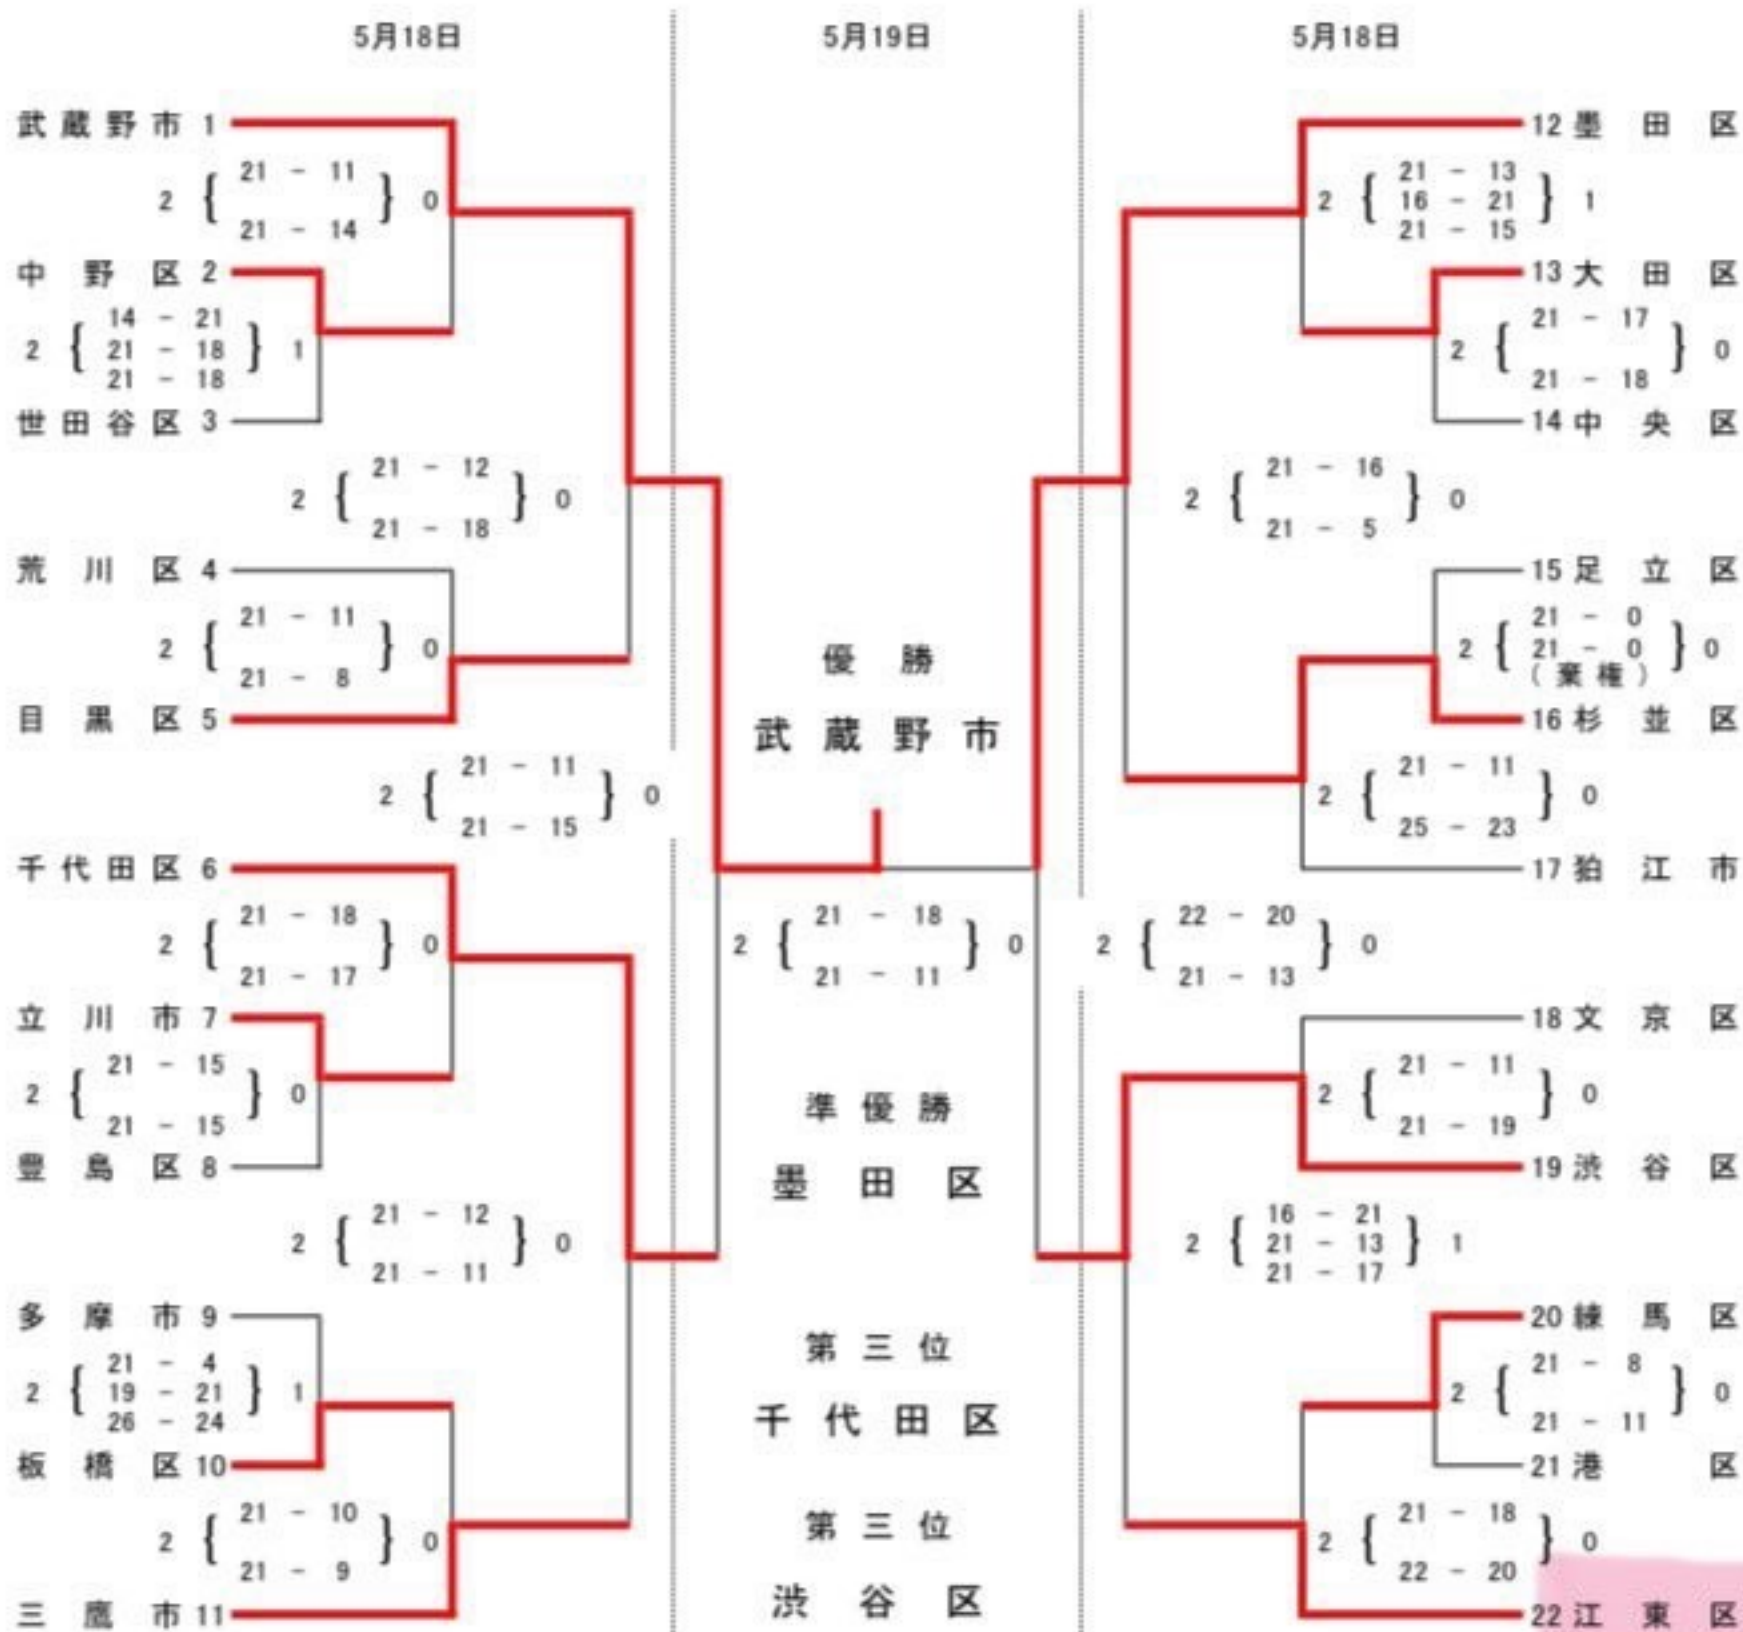 5月18日 5月19日 5月18日
武蔵野市 1
2 { 21 - 11 21 - 14 } 0
中野区 2
2 { 14 - 21 21 - 18 21 - 18 } 1
世田谷区 3
2 { 21 - 12 21 - 18 } 0
荒川区 4
2 { 21 - 11 21 - 8 } 0
目黒区 5
2 { 21 - 11 21 - 15 } 0
千代田区 6
2 { 21 - 18 21 - 17 } 0
立川市 7
2 { 21 - 15 21 - 15 } 0
豊島区 8
2 { 21 - 12 21 - 11 } 0
多摩市 9
2 { 21 - 4 19 - 21 26 - 24 } 1
板橋区 10
2 { 21 - 10 21 - 9 } 0
三鷹市 11
優勝
武蔵野市
2 { 21 - 18 21 - 11 } 0
準優勝
墨田区
第三位
千代田区
第三位
渋谷区
12 墨田区
2 { 21 - 13 16 - 21 21 - 15 } 1
13 大田区
2 { 21 - 17 21 - 18 } 0
14 中央区
2 { 21 - 16 21 - 5 } 0
15 足立区
2 { 21 - 0 21 - 0 (棄権) } 0
16 杉並区
2 { 21 - 11 25 - 23 } 0
17 狛江市
2 { 22 - 20 21 - 13 } 0
18 文京区
2 { 21 - 11 21 - 19 } 0
19 渋谷区
2 { 16 - 21 21 - 13 21 - 17 } 1
20 練馬区
2 { 21 - 8 21 - 11 } 0
21 港区
2 { 21 - 18 22 - 20 } 0
22 江東区